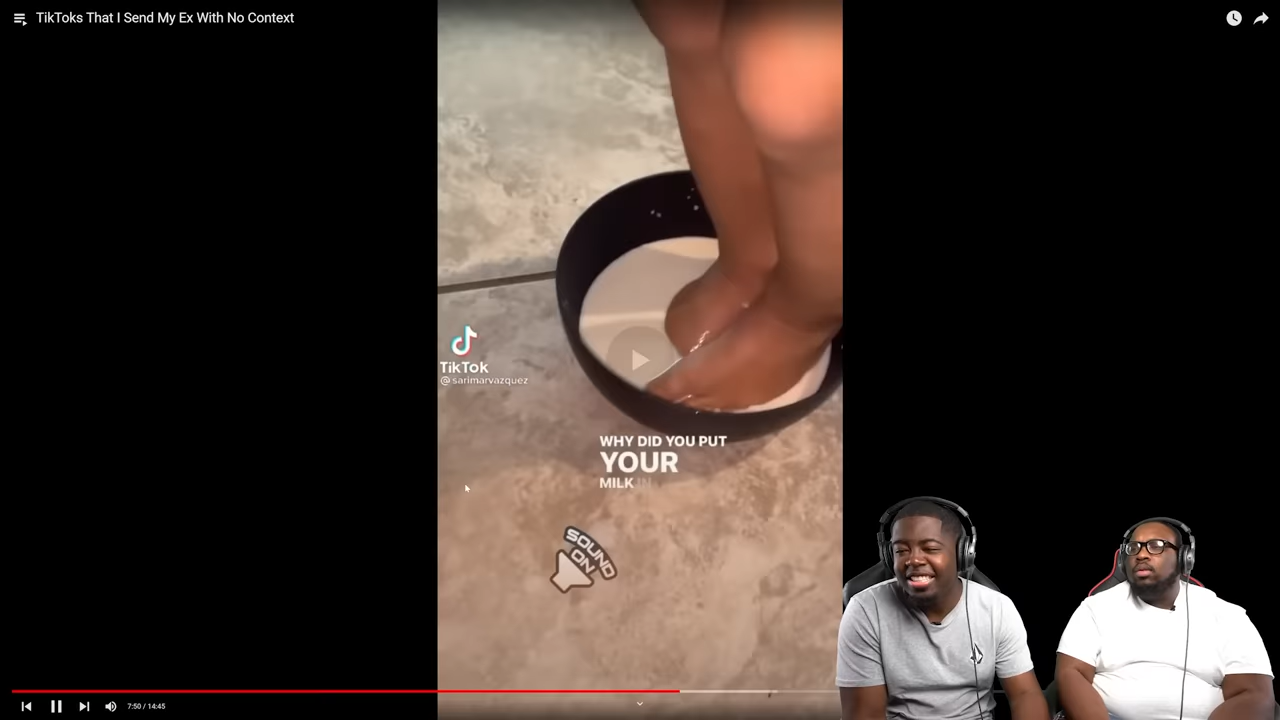 TikToks That I Send My Ex With No Context
TikTok
@sarimarvazquez
WHY DID YOU PUT
YOUR
MILK IN
SOUND
ON
7:50 / 14:45